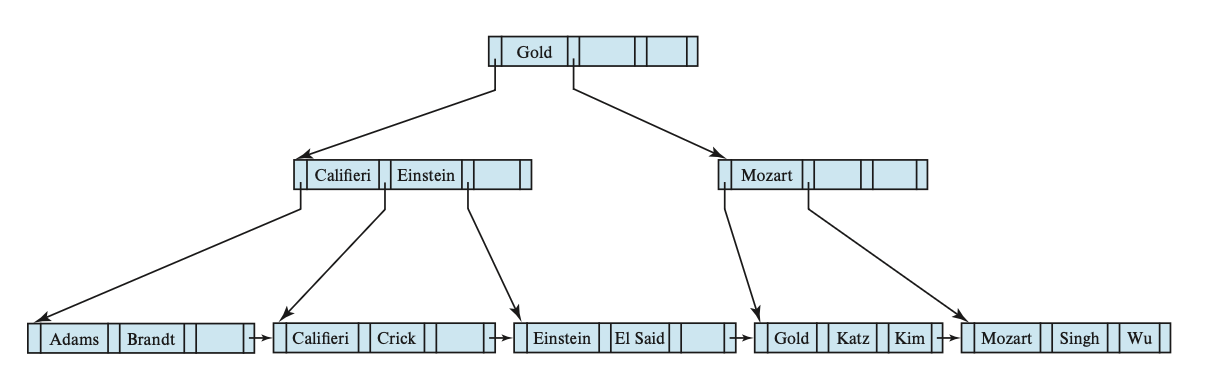 Gold
Califieri Einstein
Mozart
Adams Brandt
Califieri Crick
Einstein El Said
Gold Katz Kim
Mozart Singh Wu